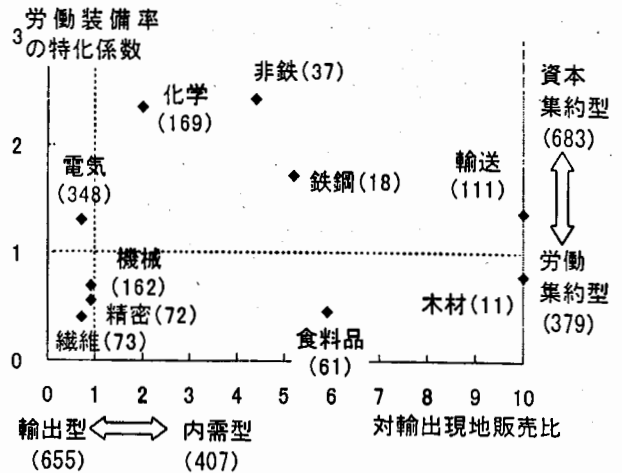 労働装備率
の特化係数
3
2
1
0
非鉄(37)
化学
(169)
資本
集約型
(683)
電気
(348)
鉄鋼(18)
輸送
(111)
機械
(162)
精密(72)
繊維(73)
木材(11)
食料品
(61)
労働
集約型
(379)
0 1 2 3 4 5 6 7 8 9 10
輸出型
(655)
内需型
(407)
対輸出現地販売比